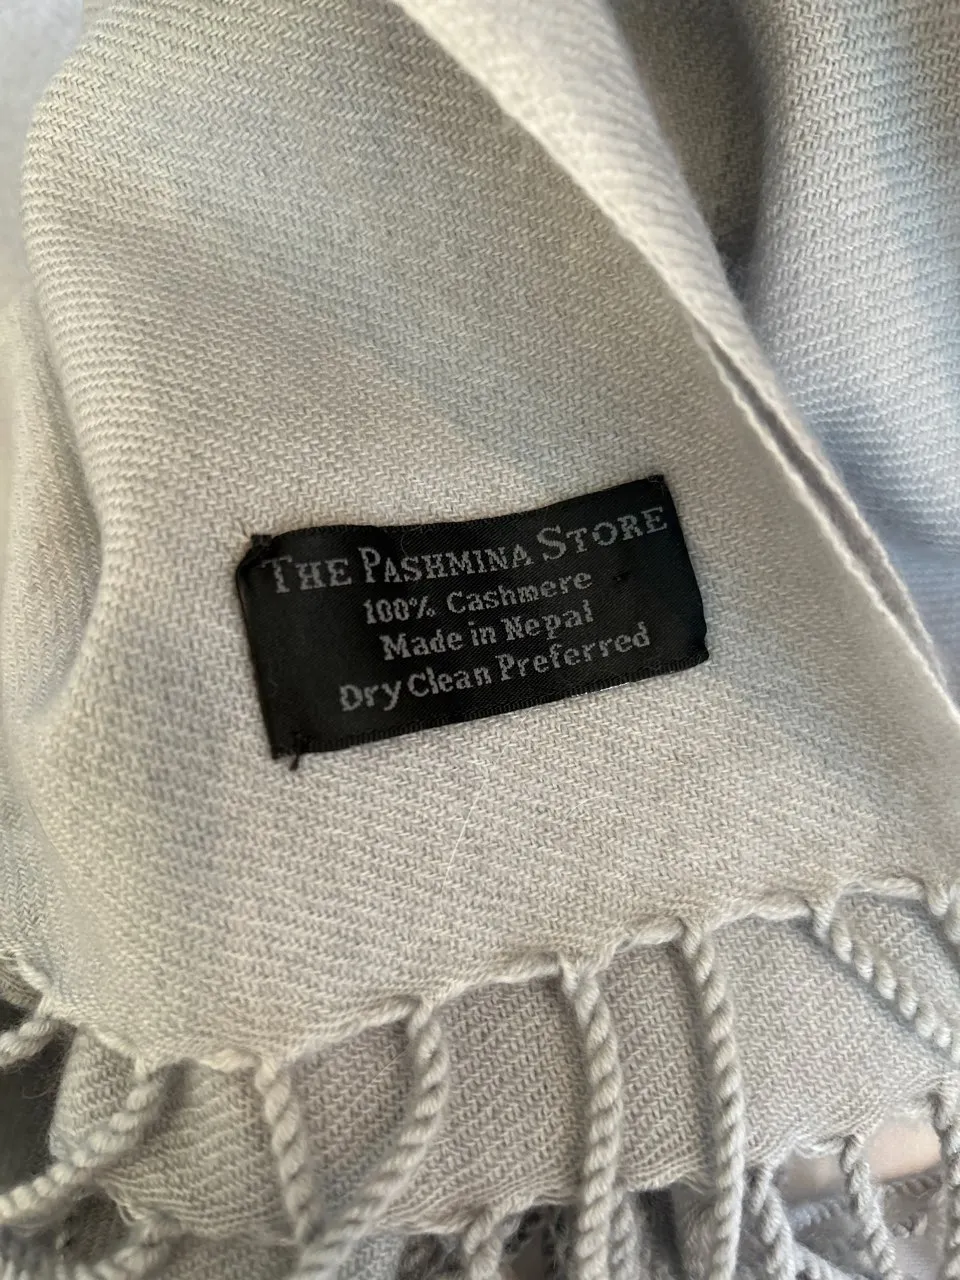 THE PASHMINA STORE
100% Cashmere
Made in Nepal
Dry Clean Preferred